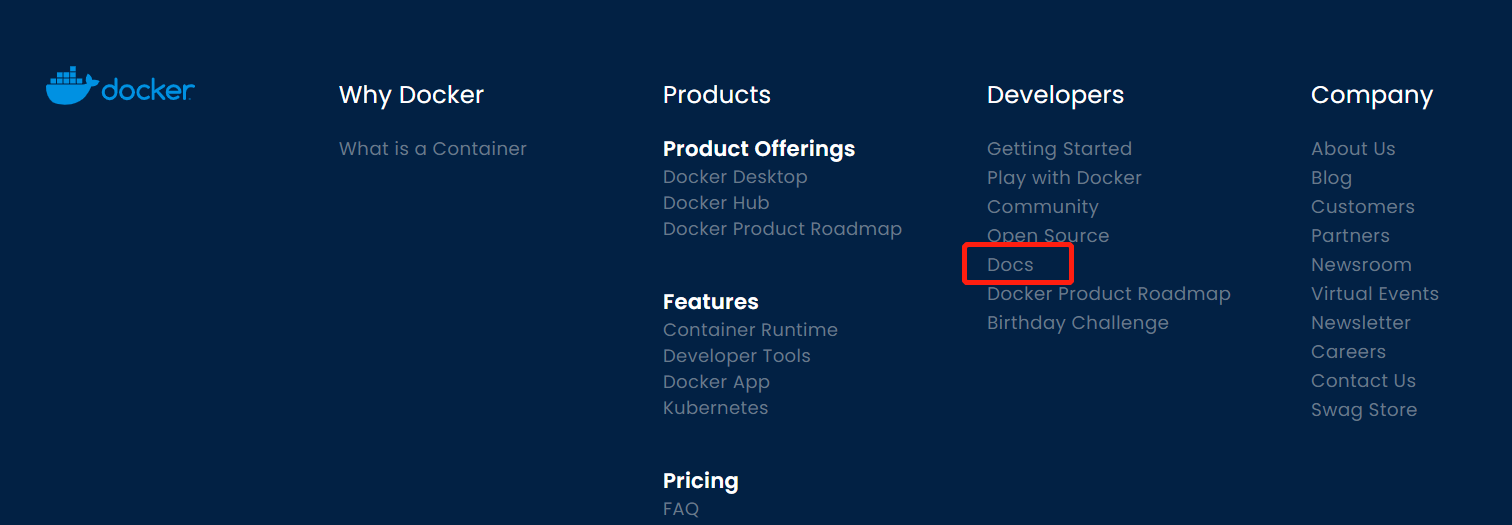 docker
Why Docker
What is a Container
Products
Product Offerings
Docker Desktop
Docker Hub
Docker Product Roadmap
Features
Container Runtime
Developer Tools
Docker App
Kubernetes
Pricing
FAQ
Developers
Getting Started
Play with Docker
Community
Open Source
Docs
Docker Product Roadmap
Birthday Challenge
Company
About Us
Blog
Customers
Partners
Newsroom
Virtual Events
Newsletter
Careers
Contact Us
Swag Store